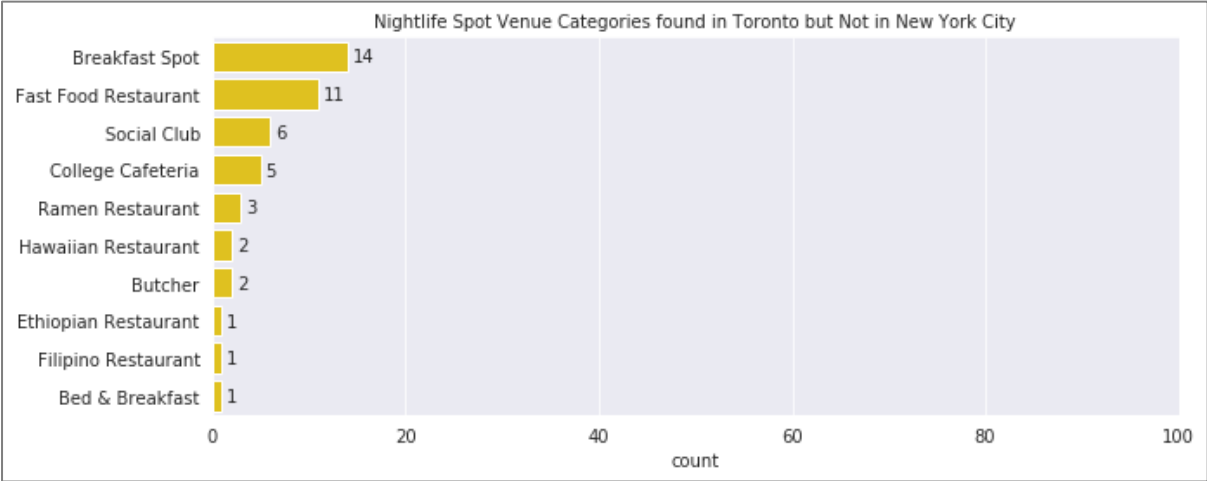 Nightlife Spot Venue Categories found in Toronto but Not in New York City
Breakfast Spot 14
Fast Food Restaurant 11
Social Club 6
College Cafeteria 5
Ramen Restaurant 3
Hawaiian Restaurant 2
Butcher 2
Ethiopian Restaurant 1
Filipino Restaurant 1
Bed & Breakfast 1
0 20 40 60 80 100
count